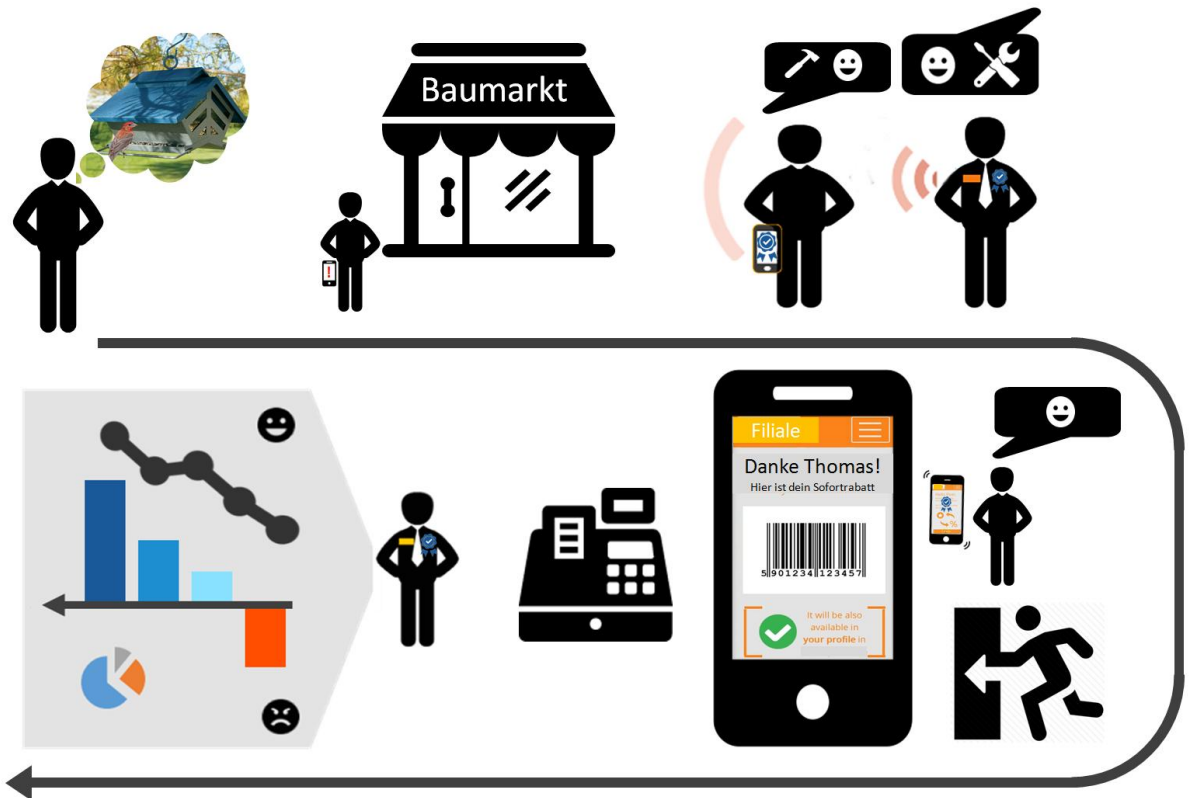 Baumarkt
!
Filiale
Danke Thomas!
Hier ist dein Sofortrabatt
5 901234 123457
It will be also
available in
your profile in